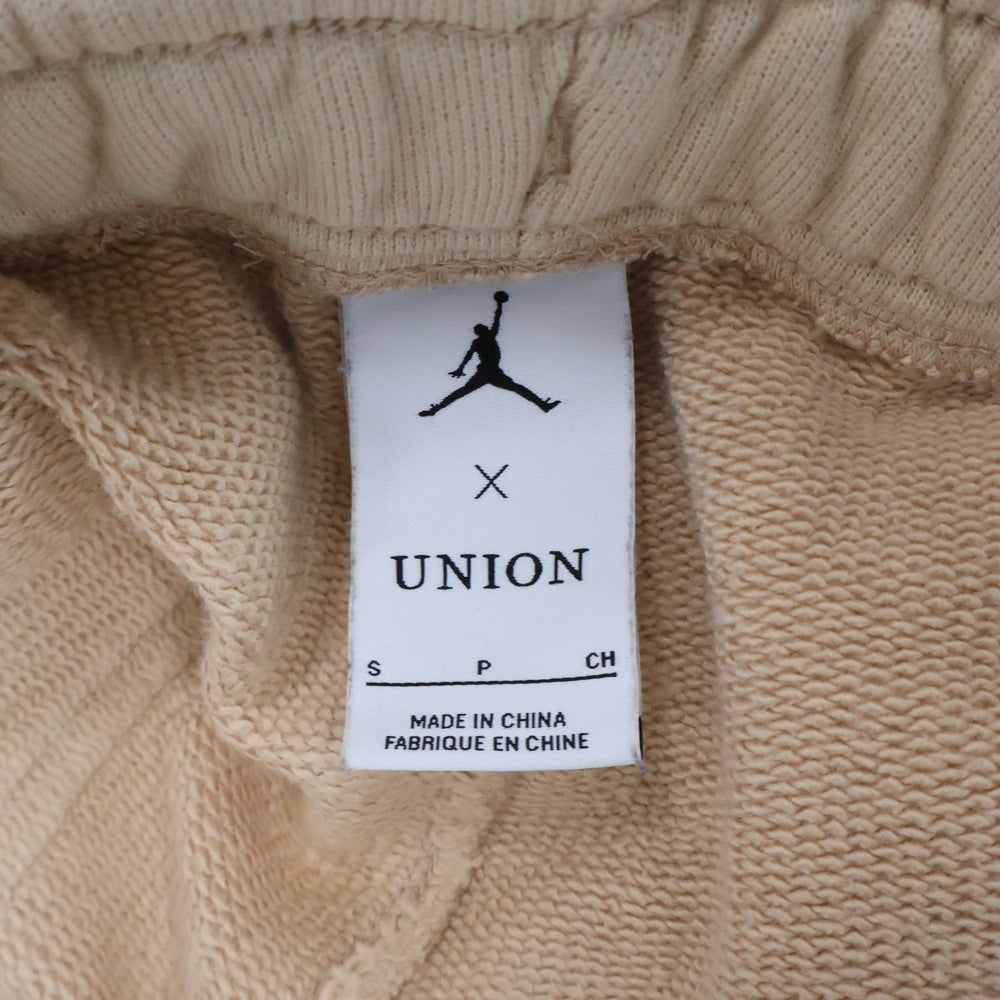 X
UNION
S P CH
MADE IN CHINA
FABRIQUE EN CHINE